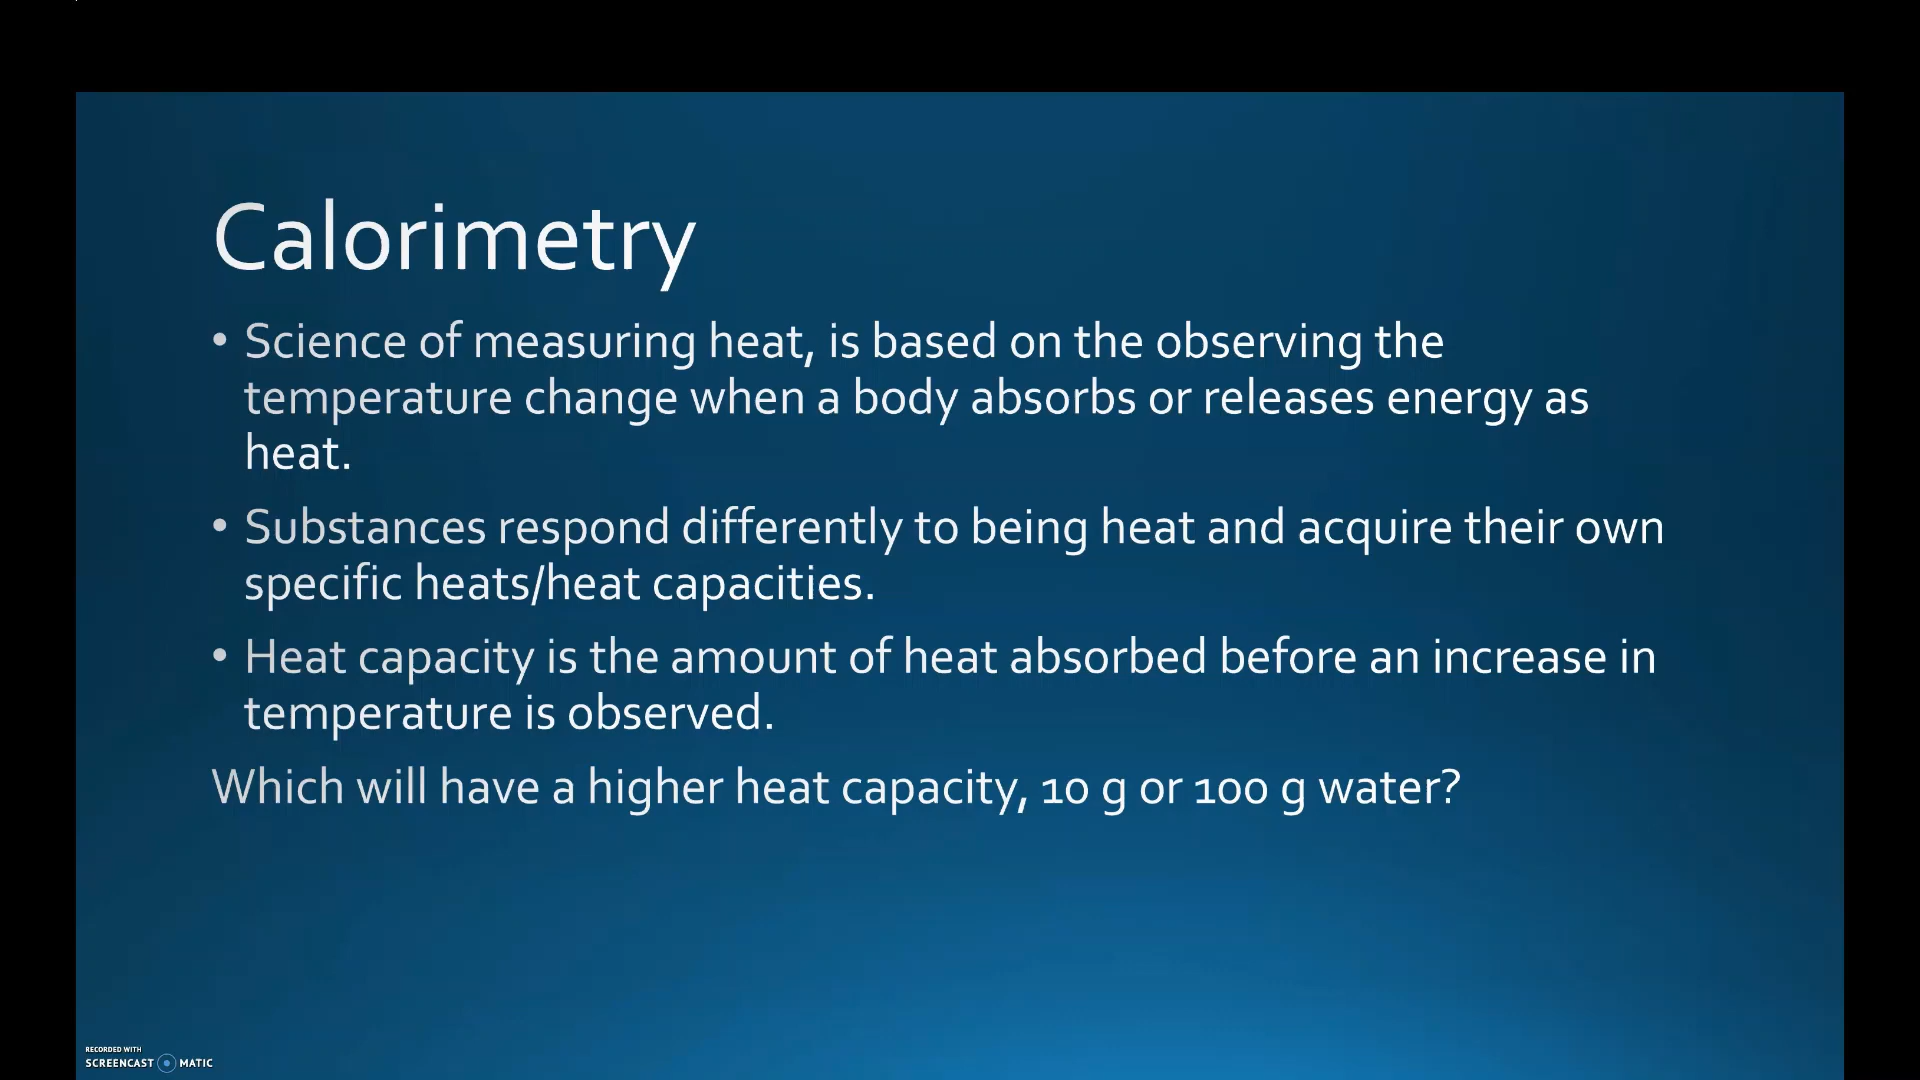 Calorimetry
• Science of measuring heat, is based on the observing the
temperature change when a body absorbs or releases energy as
heat.
• Substances respond differently to being heat and acquire their own
specific heats/heat capacities.
• Heat capacity is the amount of heat absorbed before an increase in
temperature is observed.
Which will have a higher heat capacity, 10 g or 100 g water?
RECORDED WITH
SCREENCAST MATIC